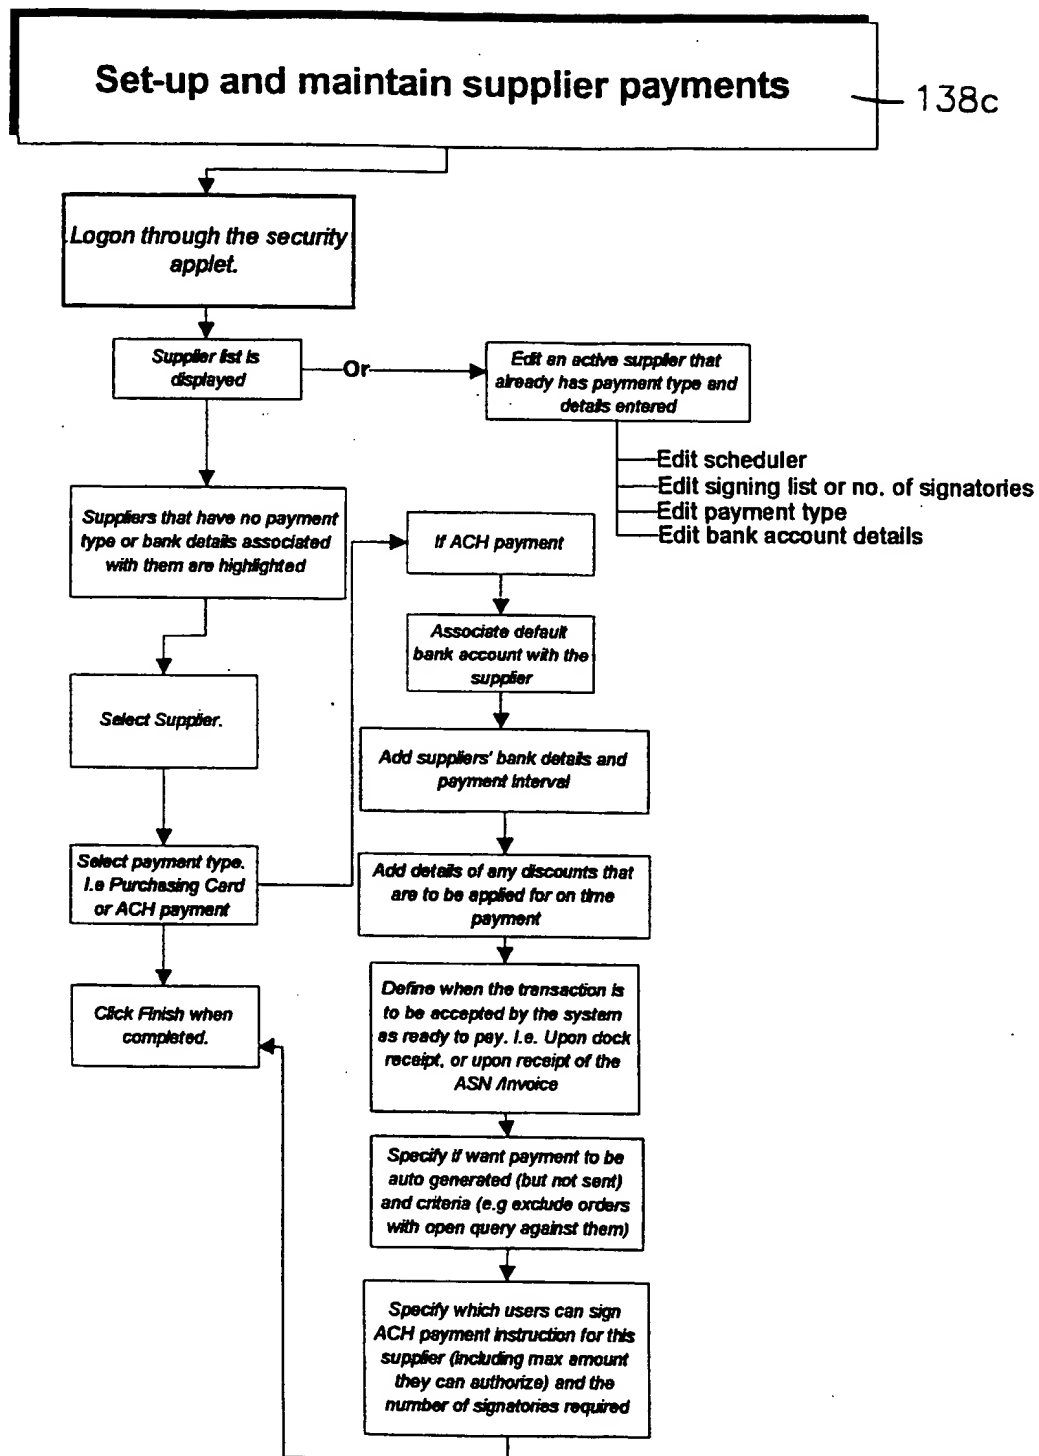 Set-up and maintain supplier payments
138c
Logon through the security
applet.
Supplier list is
displayed
Or
Edit an active supplier that
already has payment type and
details entered
Edit scheduler
Edit signing list or no. of signatories
Edit payment type
Edit bank account details
Suppliers that have no payment
type or bank details associated
with them are highlighted
Select Supplier.
Select payment type.
I.e Purchasing Card
or ACH payment
Click Finish when
completed.
If ACH payment
Associate default
bank account with the
supplier
Add suppliers' bank details and
payment interval
Add details of any discounts that
are to be applied for on time
payment
Define when the transaction is
to be accepted by the system
as ready to pay. I.e. Upon dock
receipt, or upon receipt of the
ASN /Invoice
Specify if want payment to be
auto generated (but not sent)
and criteria (e.g exclude orders
with open query against them)
Specify which users can sign
ACH payment instruction for this
supplier (including max amount
they can authorize) and the
number of signatories required